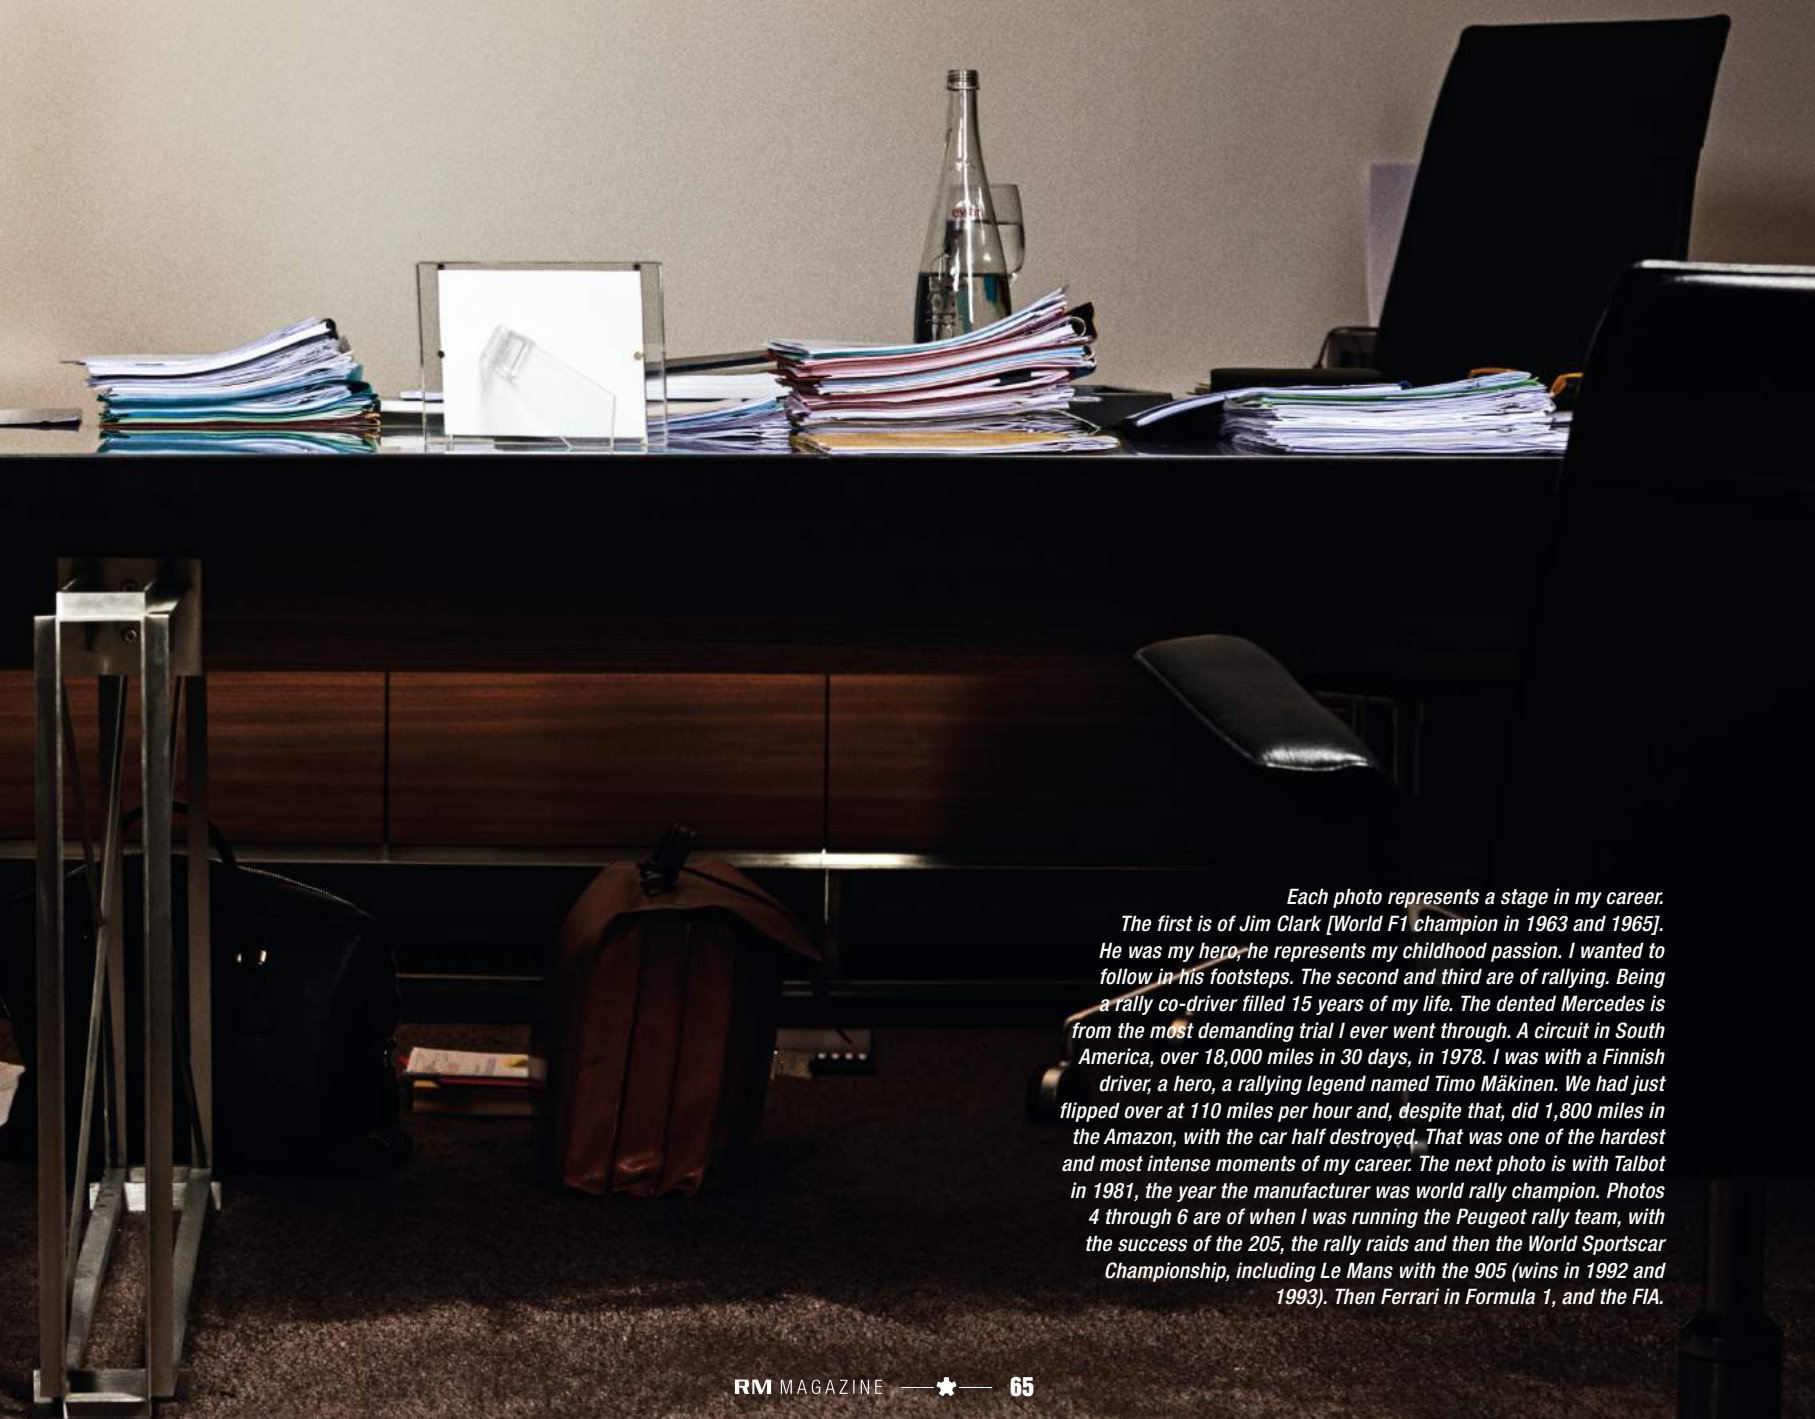 evian
Each photo represents a stage in my career.
The first is of Jim Clark [World F1 champion in 1963 and 1965].
He was my hero, he represents my childhood passion. I wanted to
follow in his footsteps. The second and third are of rallying. Being
a rally co-driver filled 15 years of my life. The dented Mercedes is
from the most demanding trial I ever went through. A circuit in South
America, over 18,000 miles in 30 days, in 1978. I was with a Finnish
driver, a hero, a rallying legend named Timo Mäkinen. We had just
flipped over at 110 miles per hour and, despite that, did 1,800 miles in
the Amazon, with the car half destroyed. That was one of the hardest
and most intense moments of my career. The next photo is with Talbot
in 1981, the year the manufacturer was world rally champion. Photos
4 through 6 are of when I was running the Peugeot rally team, with
the success of the 205, the rally raids and then the World Sportscar
Championship, including Le Mans with the 905 (wins in 1992 and
1993). Then Ferrari in Formula 1, and the FIA.
RM MAGAZINE 65